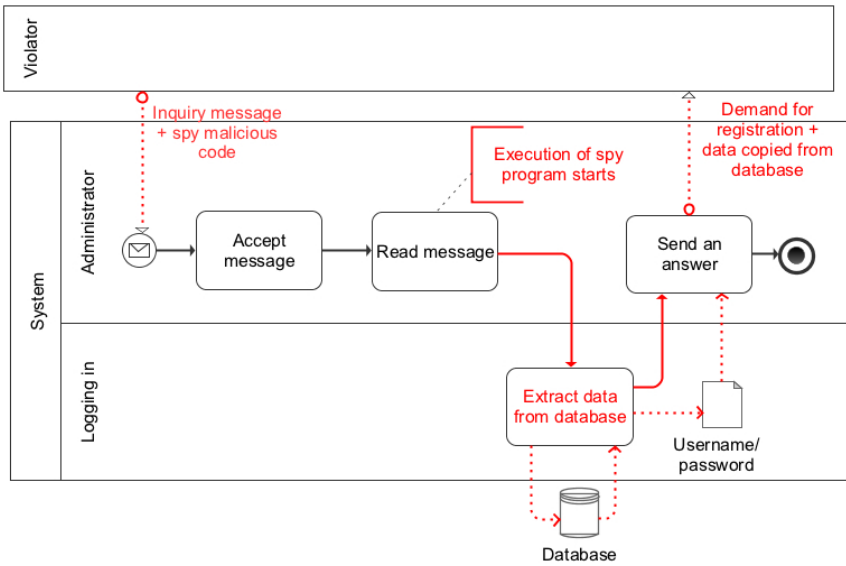 Violator
Inquiry message
+ spy malicious
code
Demand for
registration +
data copied from
database
Execution of spy
program starts
System
Administrator
Accept
message
Read message
Send an
answer
Logging in
Extract data
from database
Username/
password
Database